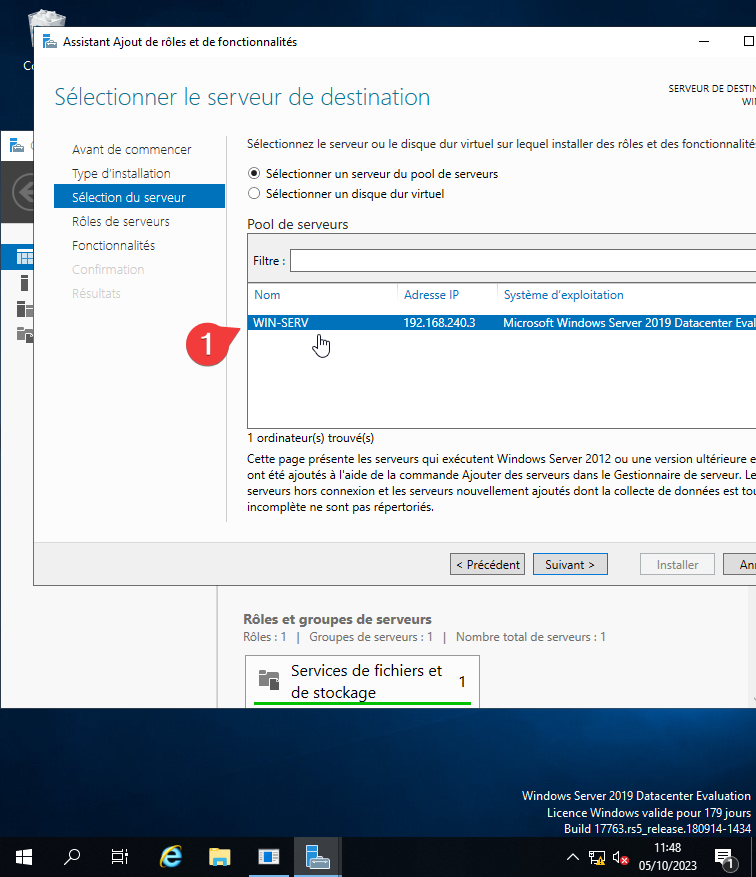 Assistant Ajout de rôles et de fonctionnalités
Sélectionner le serveur de destination
SERVEUR DE
Avant de commencer
Type d'installation
Sélection du serveur
Rôles de serveurs
Fonctionnalités
Confirmation
Résultats
Sélectionnez le serveur ou le disque dur virtuel sur lequel installer des rôles et des fonctionnalités
Sélectionner un serveur du pool de serveurs
Sélectionner un disque dur virtuel
Pool de serveurs
Filtre :
Nom Adresse IP Système d'exploitation
WIN-SERV 192.168.240.3 Microsoft Windows Server 2019 Datacenter Eval
1
1 ordinateur(s) trouvé(s)
Cette page présente les serveurs qui exécutent Windows Server 2012 ou une version ultérieure e
ont été ajoutés à l'aide de la commande Ajouter des serveurs dans le Gestionnaire de serveur. Le
serveurs hors connexion et les serveurs nouvellement ajoutés dont la collecte de données est tou
incomplète ne sont pas répertoriés.
< Précédent Suivant > Installer Ann
Rôles et groupes de serveurs
Rôles : 1 | Groupes de serveurs : 1 | Nombre total de serveurs : 1
Services de fichiers et
de stockage
1
Windows Server 2019 Datacenter Evaluation
Licence Windows valide pour 179 jours
Build 17763.rs5_release.180914-1434
11:48
05/10/2023
1